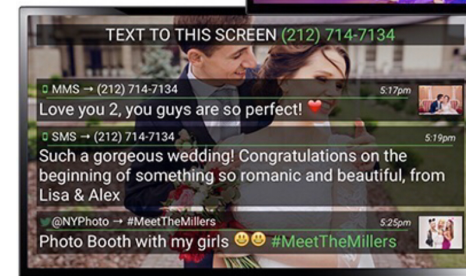 TEXT TO THIS SCREEN (212) 714-7134
MMS → (212) 714-7134 5:17pm
Love you 2, you guys are so perfect! ❤️
SMS → (212) 714-7134 5:19pm
Such a gorgeous wedding! Congratulations on the
beginning of something so romanic and beautiful, from
Lisa & Alex
@NYPhoto → #MeetTheMillers 5:25pm
Photo Booth with my girls 😀😀 #MeetTheMillers